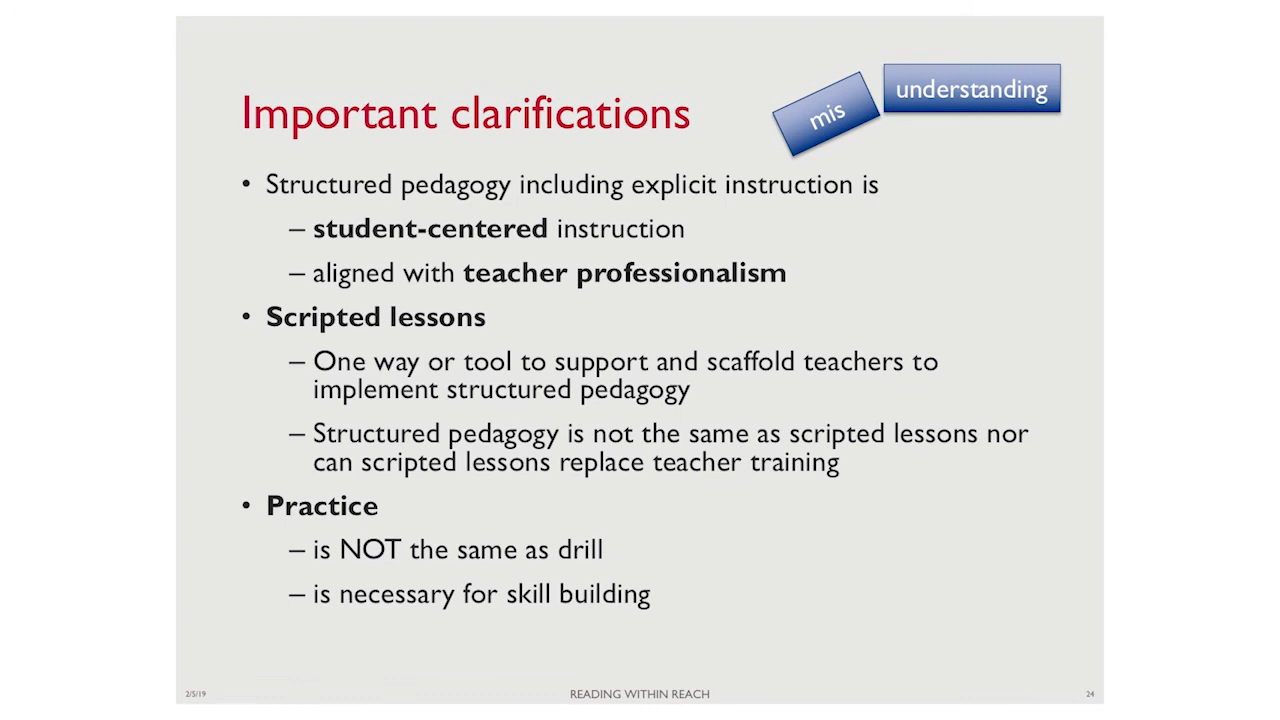 Important clarifications
mis
understanding
• Structured pedagogy including explicit instruction is
– student-centered instruction
– aligned with teacher professionalism
• Scripted lessons
– One way or tool to support and scaffold teachers to
implement structured pedagogy
– Structured pedagogy is not the same as scripted lessons nor
can scripted lessons replace teacher training
• Practice
– is NOT the same as drill
– is necessary for skill building
2/5/19
READING WITHIN REACH
24